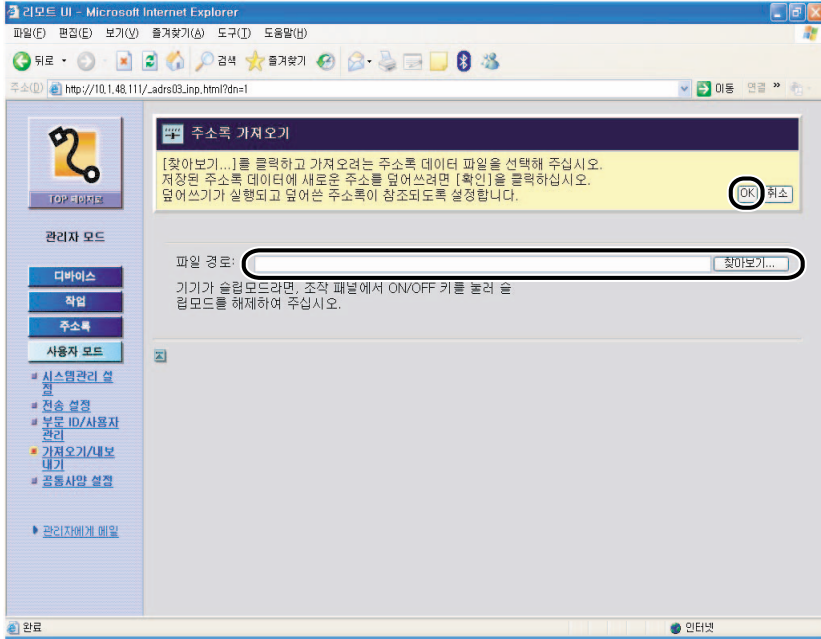 리모트 UI - Microsoft Internet Explorer
파일(F) 편집(E) 보기(V) 즐겨찾기(A) 도구(T) 도움말(H)
뒤로 검색 즐겨찾기
주소(D) http://10.1.48.111/_adrs03_inp.html?dn=1 이동 연결 »
TOP 페이지로
관리자 모드
디바이스
작업
주소록
사용자 모드
시스템관리 설
정
전송 설정
부문 ID/사용자
관리
가져오기/내보
내기
공통사양 설정
관리자에게 메일
주소록 가져오기
[찾아보기...]를 클릭하고 가져오려는 주소록 데이터 파일을 선택해 주십시오.
저장된 주소록 데이터에 새로운 주소를 덮어쓰려면 [확인]을 클릭하십시오.
덮어쓰기가 실행되고 덮어쓴 주소록이 참조되도록 설정합니다.
OK 취소
파일 경로: 찾아보기...
기기가 슬립모드라면, 조작 패널에서 ON/OFF 키를 눌러 슬
립모드를 해제하여 주십시오.
완료 인터넷